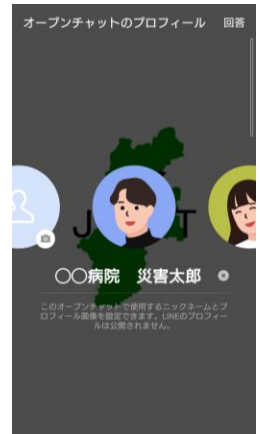 オープンチャットのプロフィール 回答
J T
〇〇病院 災害太郎
このオープンチャットで使用するニックネームとプ
ロフィール画像を設定できます。LINEのプロフィー
ルは公開されません。